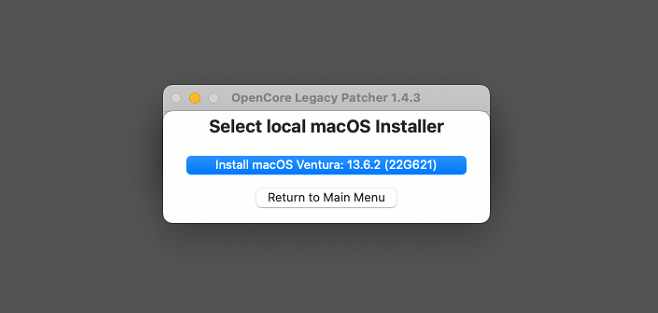 OpenCore Legacy Patcher 1.4.3
Select local macOS Installer
Install macOS Ventura: 13.6.2 (22G621)
Return to Main Menu